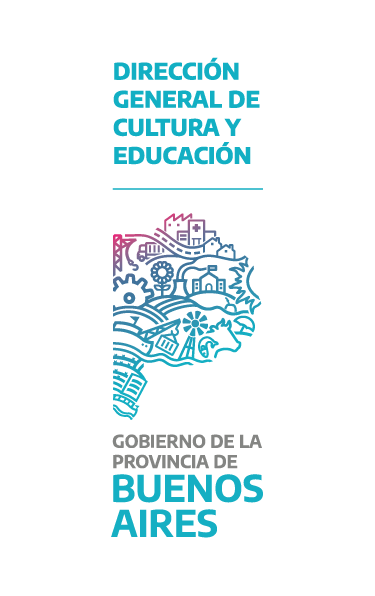 DIRECCIÓN
GENERAL DE
CULTURA Y
EDUCACIÓN
GOBIERNO DE LA
PROVINCIA DE
BUENOS
AIRES